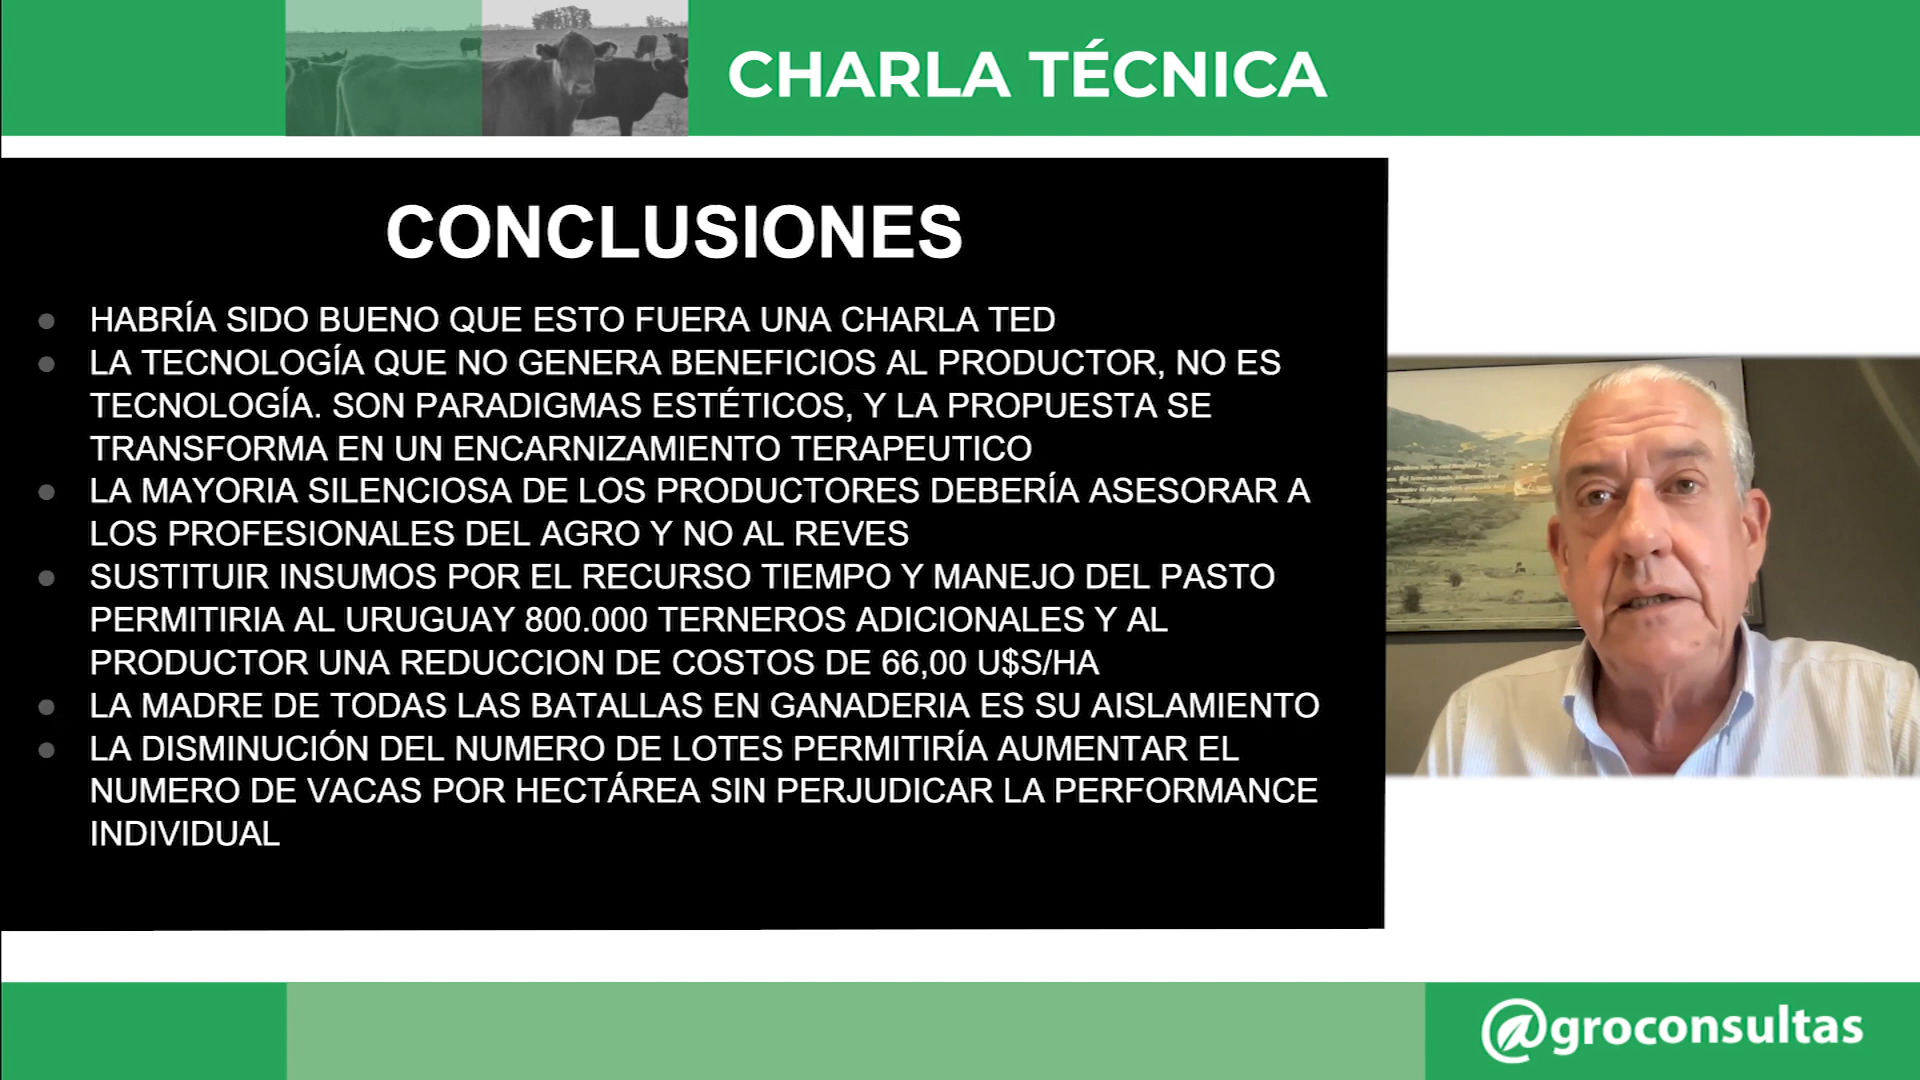 CHARLA TÉCNICA
CONCLUSIONES
● HABRÍA SIDO BUENO QUE ESTO FUERA UNA CHARLA TED
● LA TECNOLOGÍA QUE NO GENERA BENEFICIOS AL PRODUCTOR, NO ES
TECNOLOGÍA. SON PARADIGMAS ESTÉTICOS, Y LA PROPUESTA SE
TRANSFORMA EN UN ENCARNIZAMIENTO TERAPEUTICO
● LA MAYORIA SILENCIOSA DE LOS PRODUCTORES DEBERÍA ASESORAR A
LOS PROFESIONALES DEL AGRO Y NO AL REVES
● SUSTITUIR INSUMOS POR EL RECURSO TIEMPO Y MANEJO DEL PASTO
PERMITIRIA AL URUGUAY 800.000 TERNEROS ADICIONALES Y AL
PRODUCTOR UNA REDUCCION DE COSTOS DE 66,00 U$S/HA
● LA MADRE DE TODAS LAS BATALLAS EN GANADERIA ES SU AISLAMIENTO
● LA DISMINUCIÓN DEL NUMERO DE LOTES PERMITIRÍA AUMENTAR EL
NUMERO DE VACAS POR HECTÁREA SIN PERJUDICAR LA PERFORMANCE
INDIVIDUAL
@groconsultas